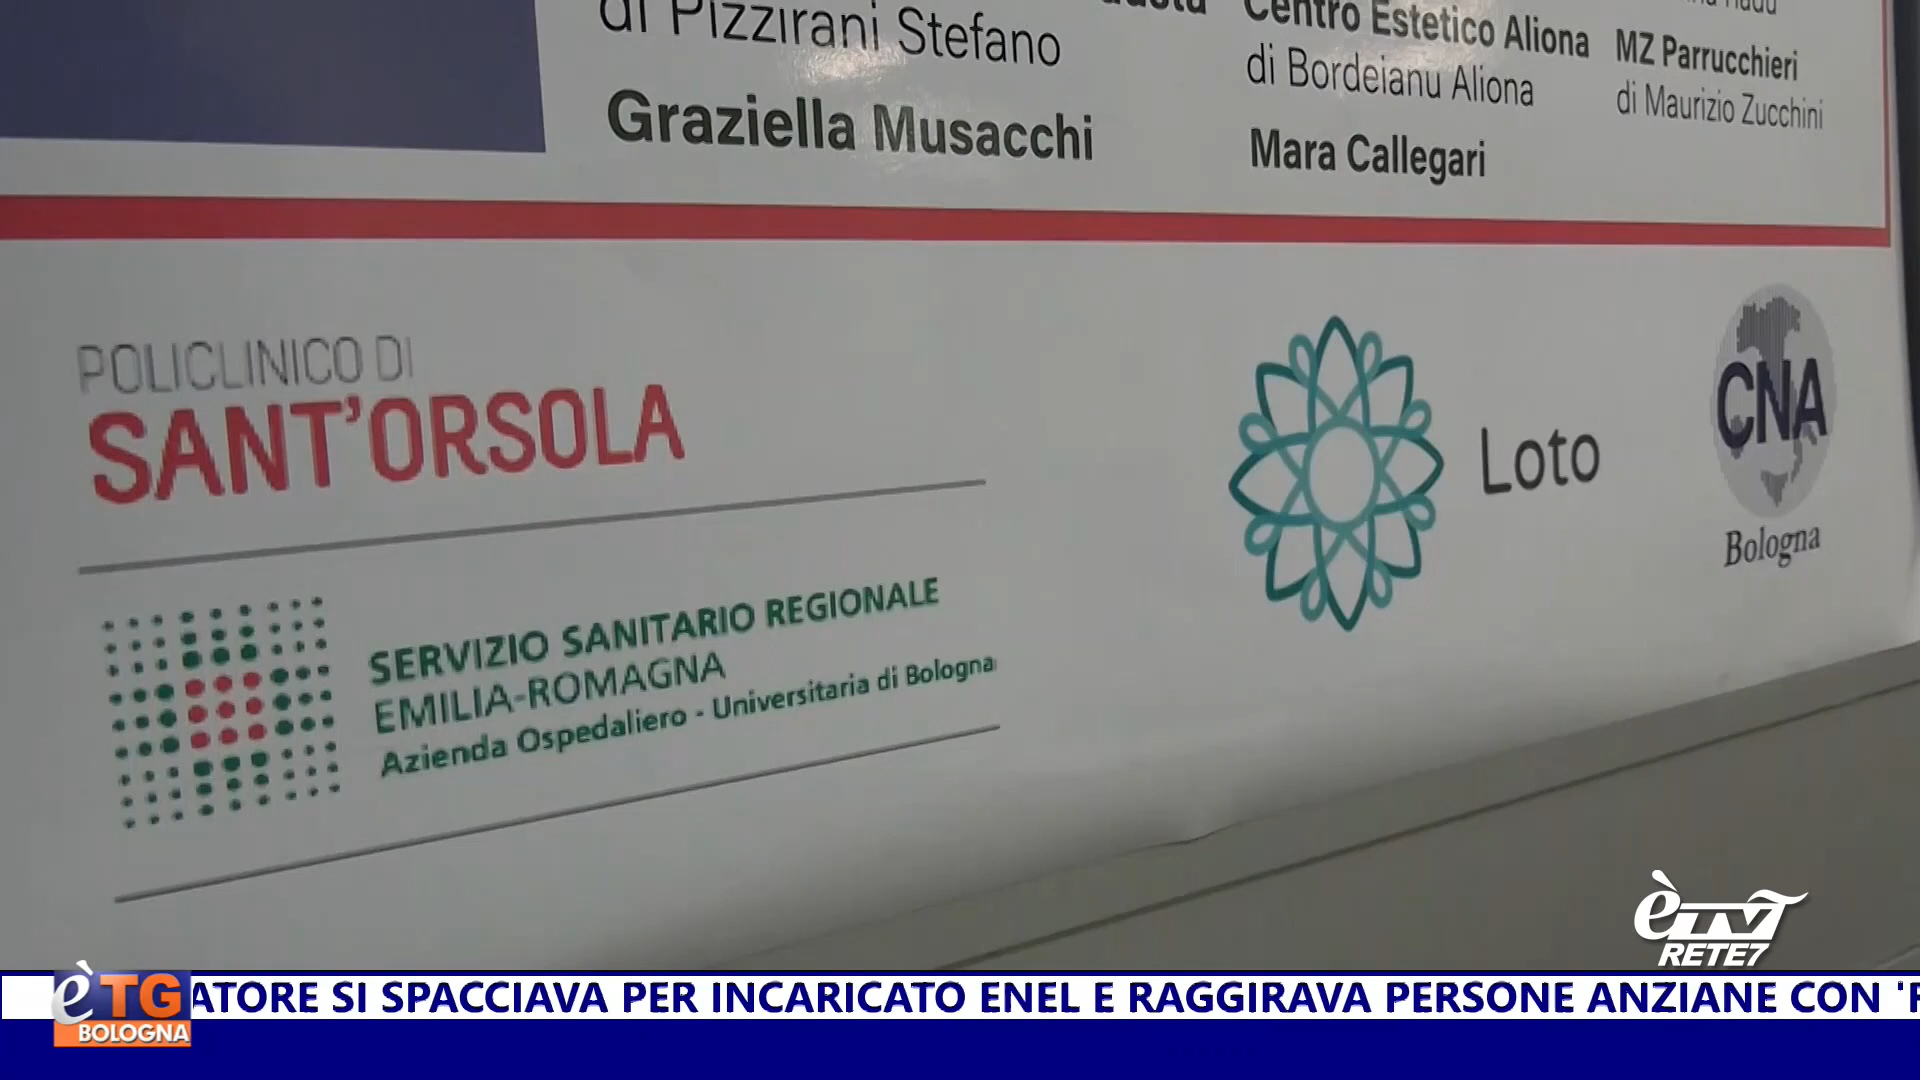 di Pizzirani Stefano
Graziella Musacchi
Centro Estetico Aliona
di Bordeianu Aliona
Mara Callegari
MZ Parrucchieri
di Maurizio Zucchini
POLICLINICO DI
SANT'ORSOLA
SERVIZIO SANITARIO REGIONALE
EMILIA-ROMAGNA
Azienda Ospedaliero - Universitaria di Bologna
Loto
CNA
Bologna
èTV
RETE7
è TG
BOLOGNA
ATORE SI SPACCIAVA PER INCARICATO ENEL E RAGGIRAVA PERSONE ANZIANE CON